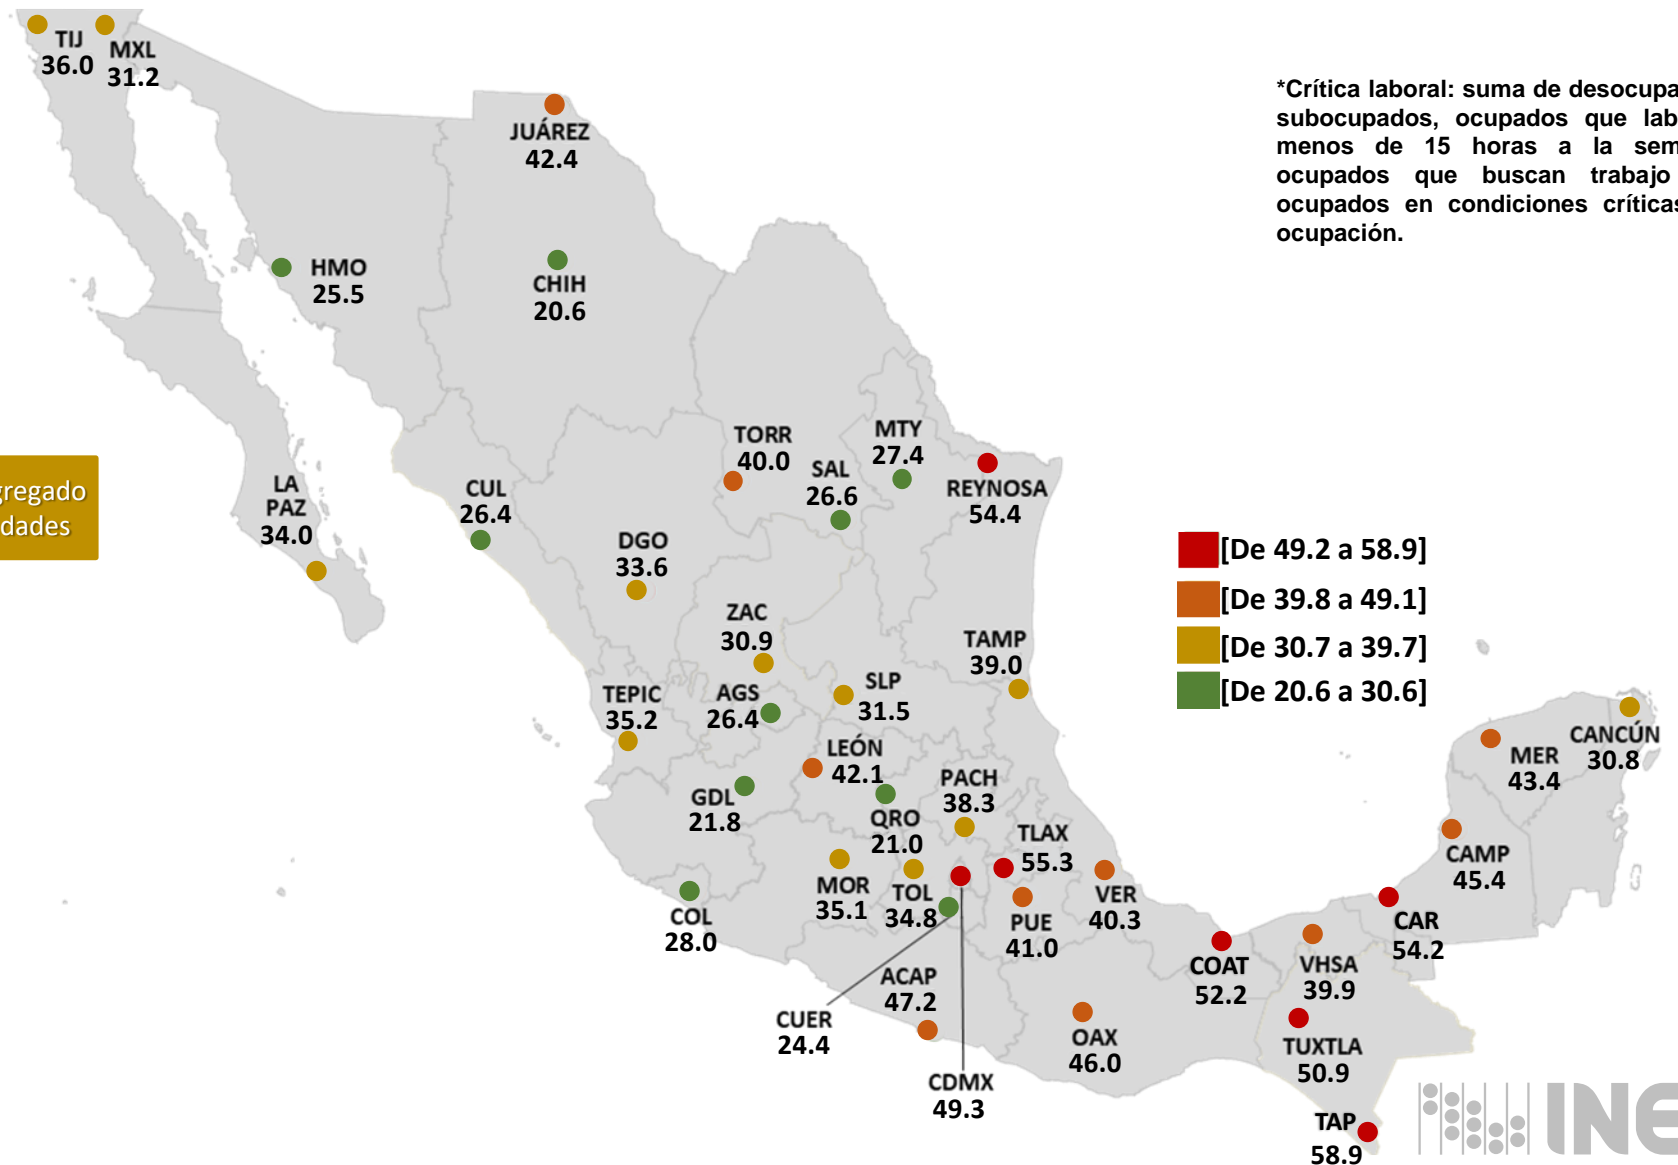 TIJ
36.0
MXL
31.2
JUÁREZ
42.4
*Crítica laboral: suma de
subocupados, ocupados que
menos de 15 horas a la
ocupados que buscan trabajo
ocupados en condiciones
ocupación.
HMO
25.5
CHIH
20.6
TORR
40.0
MTY
27.4
SAL
26.6
REYNOSA
54.4
LA
PAZ
34.0
CUL
26.4
DGO
33.6
[De 49.2 a 58.9]
[De 39.8 a 49.1]
[De 30.7 a 39.7]
[De 20.6 a 30.6]
ZAC
30.9
TAMP
39.0
TEPIC
35.2
AGS
26.4
SLP
31.5
LEÓN
42.1
PACH
38.3
GDL
21.8
QRO
21.0
TLAX
55.3
CANCÚN
30.8
MER
43.4
CAMP
45.4
MOR
35.1
TOL
34.8
PUE
41.0
VER
40.3
COL
28.0
CAR
54.2
COAT
52.2
VHSA
39.9
ACAP
47.2
CUER
24.4
CDMX
49.3
OAX
46.0
TUXTLA
50.9
TAP
58.9